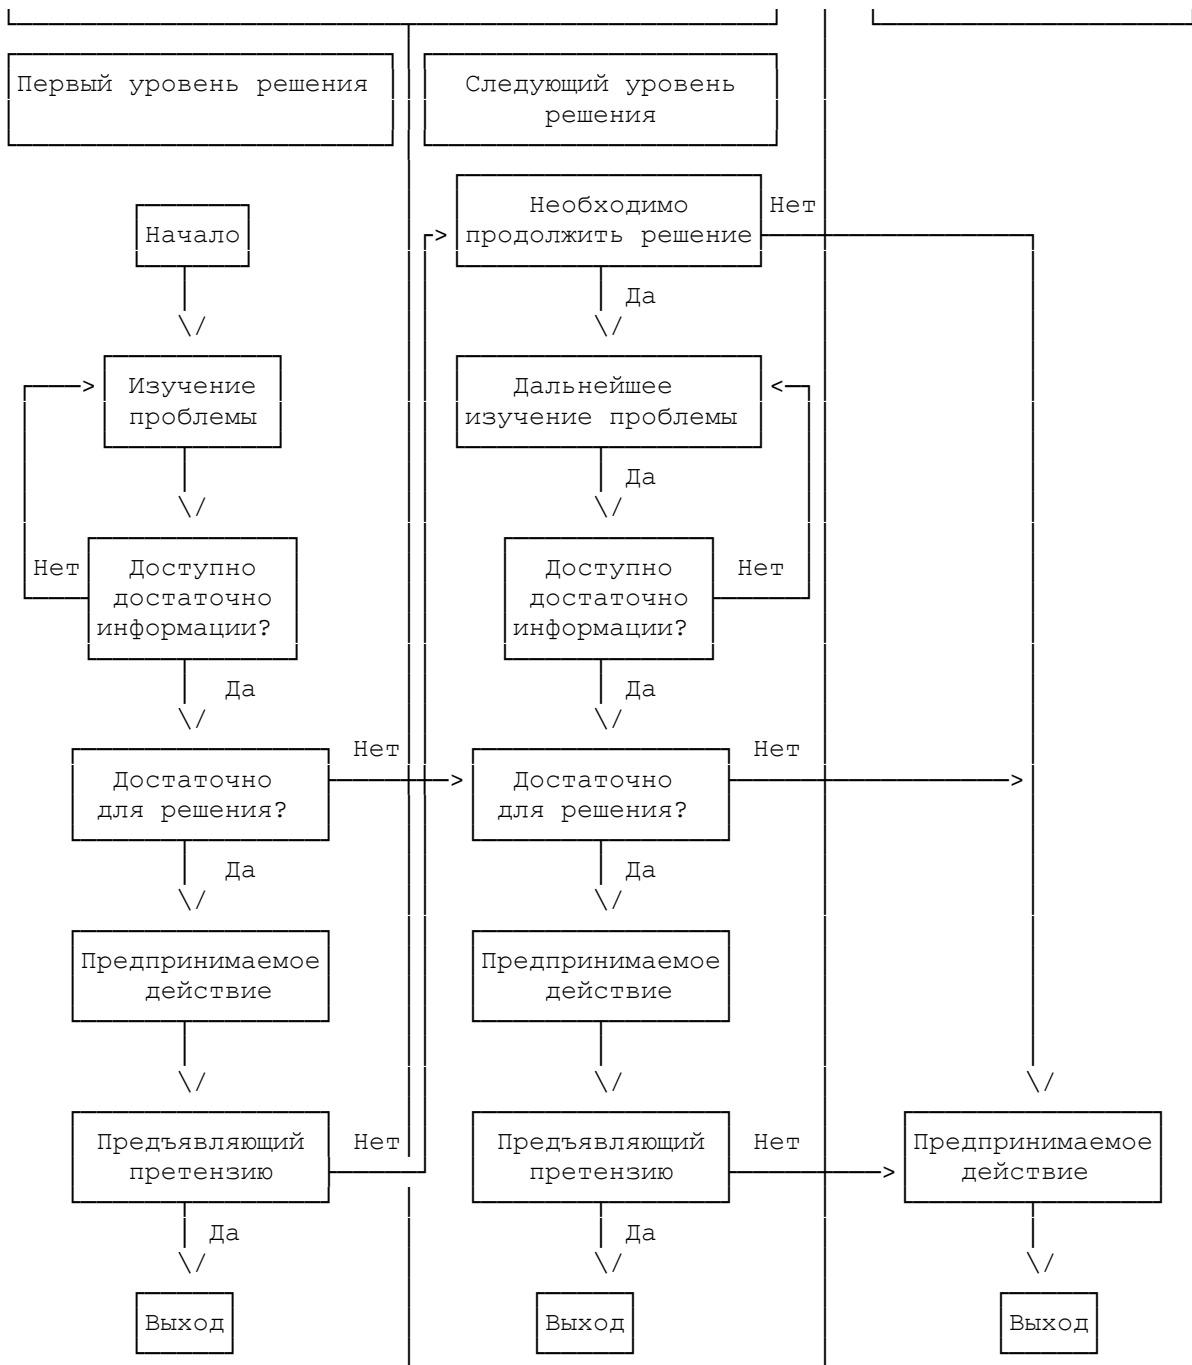 Первый уровень решения
Следующий уровень
решения
Необходимо
продолжить решение
Нет
Начало
Да
Изучение
проблемы
Дальнейшее
изучение проблемы
Да
Нет
Доступно
достаточно
информации?
Доступно
достаточно
информации?
Нет
Да
Да
Достаточно
для решения?
Нет
Достаточно
для решения?
Нет
Да
Да
Предпринимаемое
действие
Предпринимаемое
действие
Предъявляющий
претензию
Нет
Предъявляющий
претензию
Нет
Предпринимаемое
действие
Да
Да
Выход
Выход
Выход